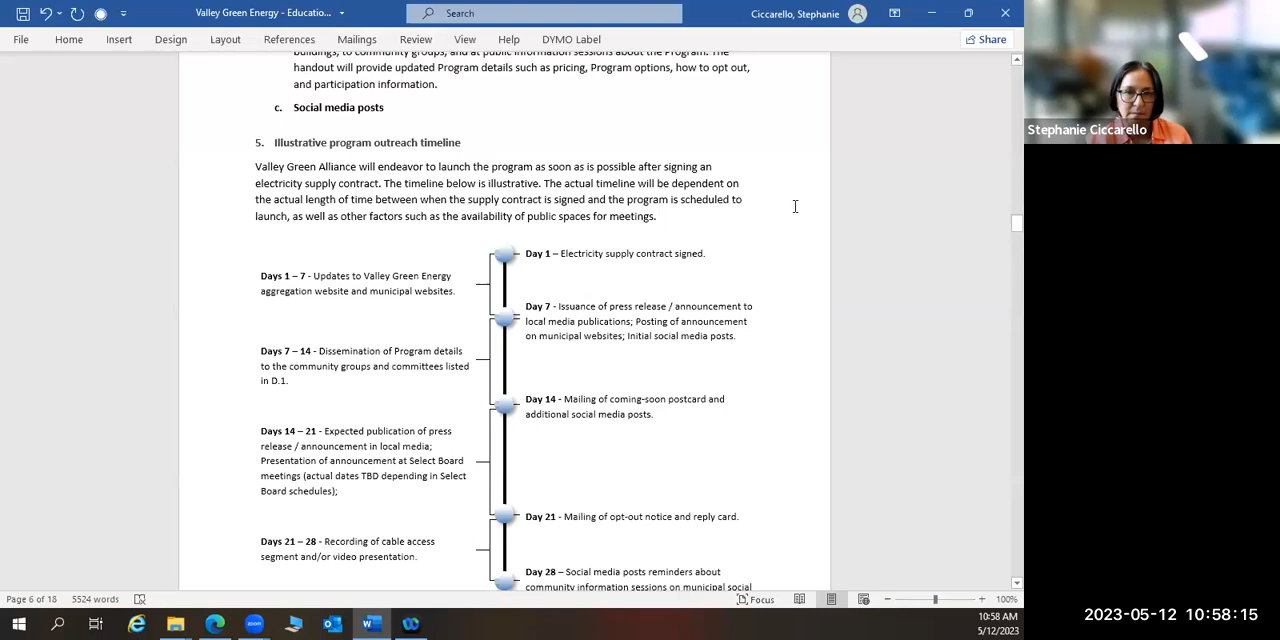 Valley Green Energy - Educatio...
Search
Ciccarello, Stephanie
File Home Insert Design Layout References Mailings Review View Help DYMO Label
Share
buildings, to community groups, and at public information sessions about the Program. The
handout will provide updated Program details such as pricing, Program options, how to opt out,
and participation information.
c. Social media posts
5. Illustrative program outreach timeline
Valley Green Alliance will endeavor to launch the program as soon as is possible after signing an
electricity supply contract. The timeline below is illustrative. The actual timeline will be dependent on
the actual length of time between when the supply contract is signed and the program is scheduled to
launch, as well as other factors such as the availability of public spaces for meetings.
Day 1 – Electricity supply contract signed.
Days 1 – 7 - Updates to Valley Green Energy
aggregation website and municipal websites.
Day 7 - Issuance of press release / announcement to
local media publications; Posting of announcement
on municipal websites; Initial social media posts.
Days 7 – 14 - Dissemination of Program details
to the community groups and committees listed
in D.1.
Day 14 - Mailing of coming-soon postcard and
additional social media posts.
Days 14 – 21 - Expected publication of press
release / announcement in local media;
Presentation of announcement at Select Board
meetings (actual dates TBD depending in Select
Board schedules);
Day 21 - Mailing of opt-out notice and reply card.
Days 21 – 28 - Recording of cable access
segment and/or video presentation.
Day 28 – Social media posts reminders about
community information sessions on municipal social
Page 6 of 18 5524 words
Focus
100%
zoom
10:58 AM
5/12/2023
Stephanie Ciccarello
2023-05-12 10:58:15